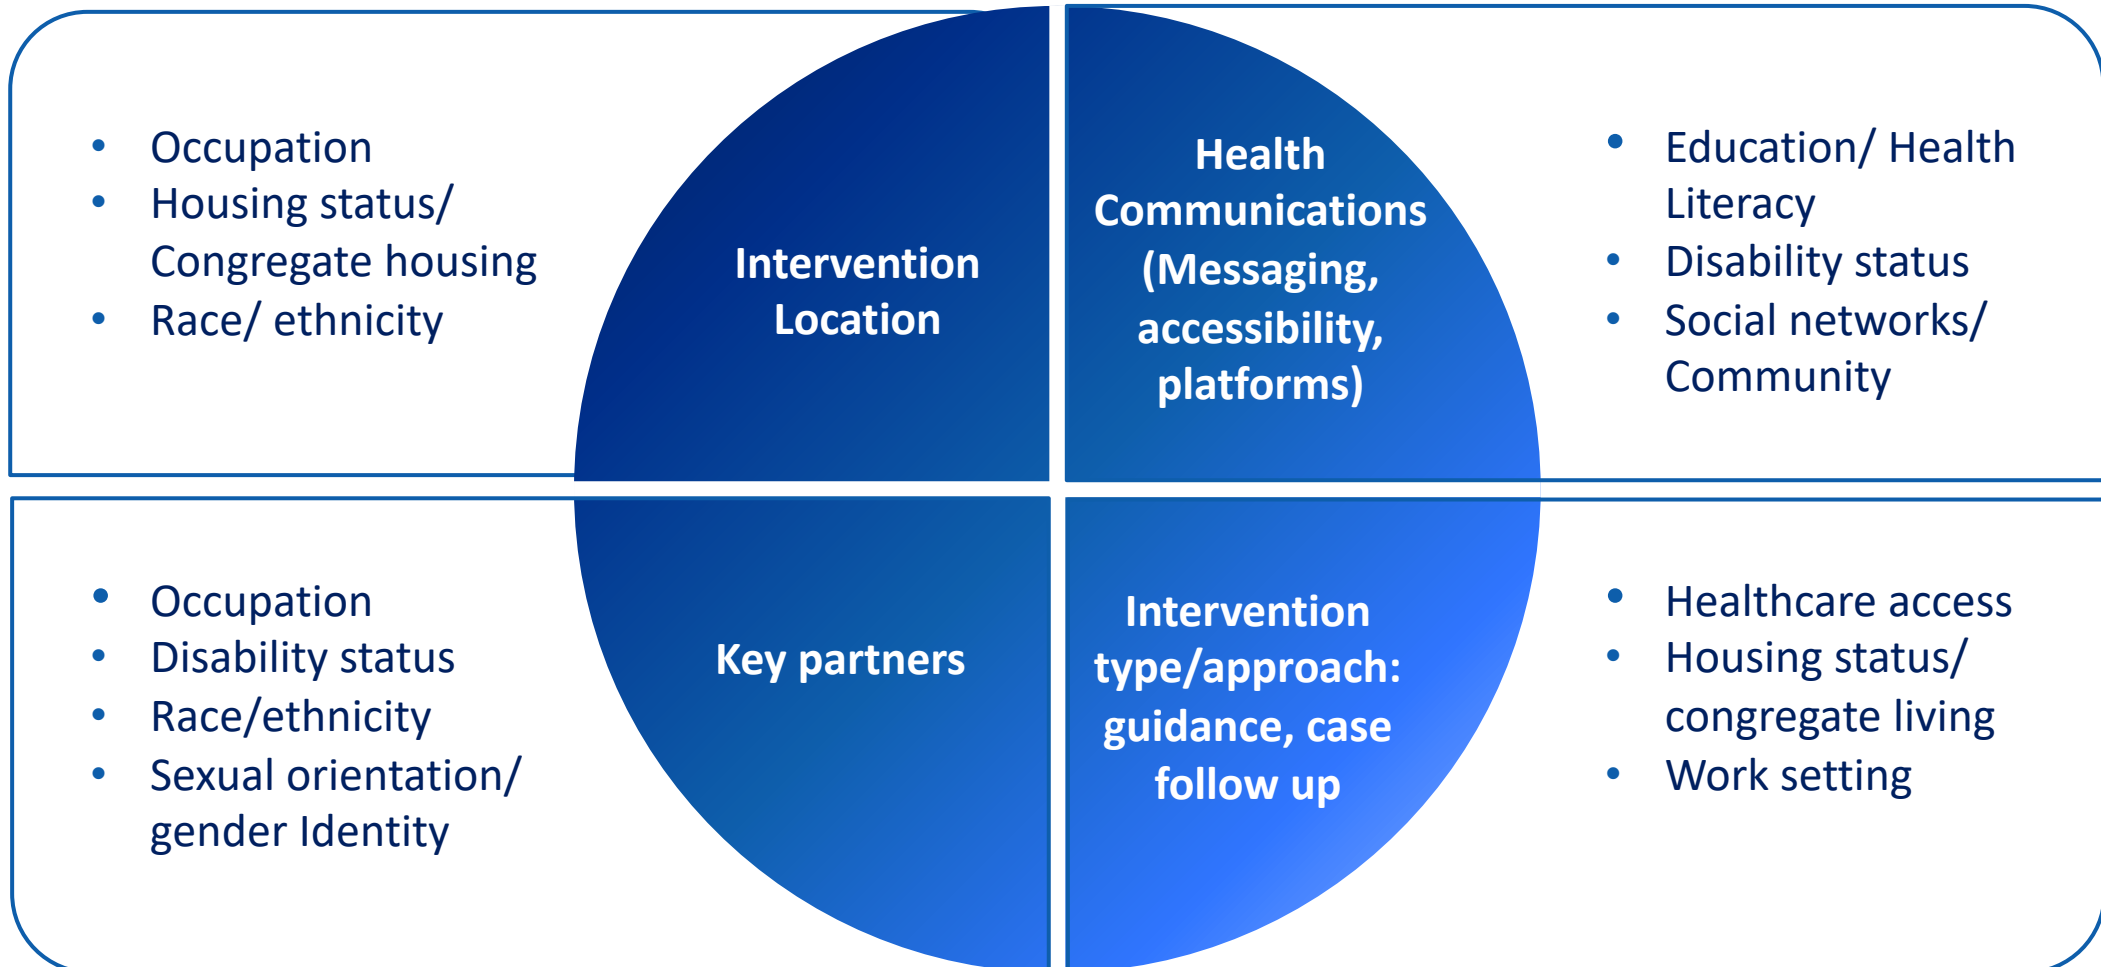 • Occupation
• Housing status/
Congregate housing
• Race/ ethnicity
Intervention
Location
Health
Communications
(Messaging,
accessibility,
platforms)
• Education/ Health
Literacy
• Disability status
• Social networks/
Community
• Occupation
• Disability status
• Race/ethnicity
• Sexual orientation/
gender Identity
Key partners
Intervention
type/approach:
guidance, case
follow up
• Healthcare access
• Housing status/
congregate living
• Work setting